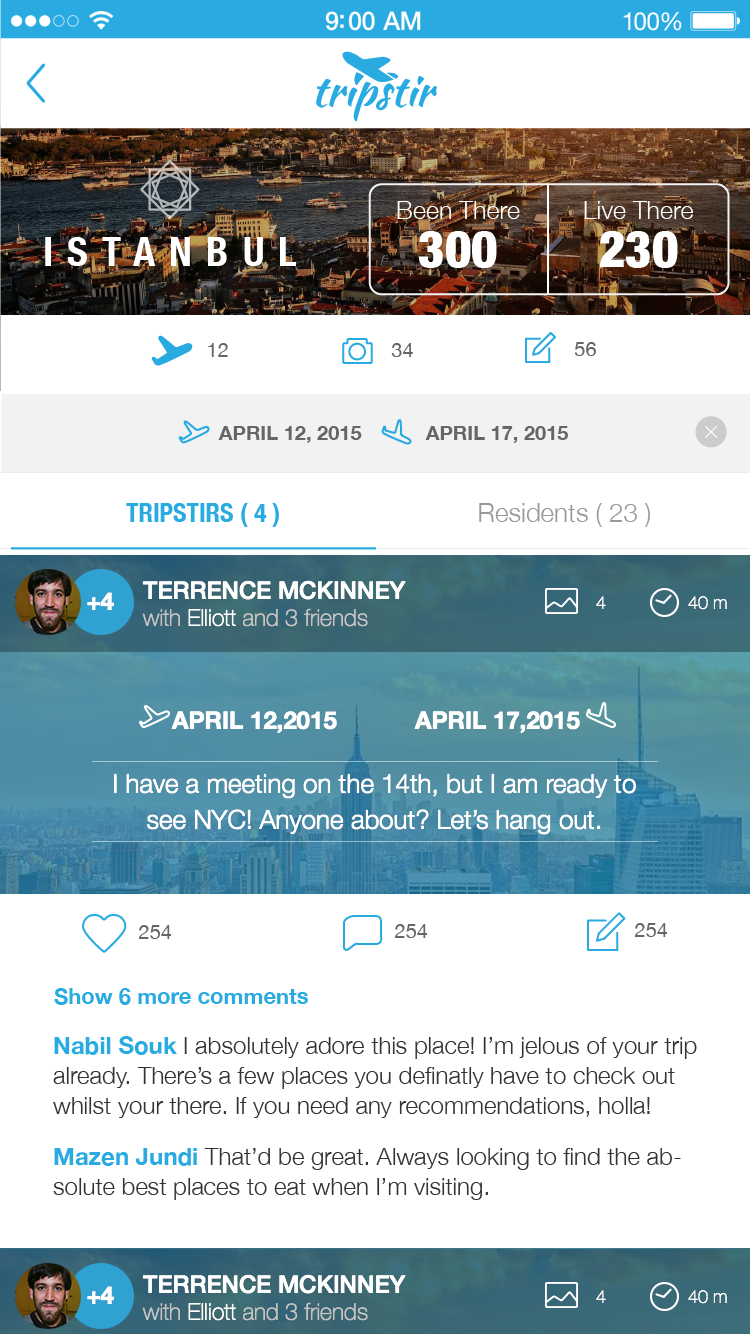 9:00 AM 100%
tripstir
Been There Live There
ISTANBUL 300 230
12 34 56
APRIL 12, 2015 APRIL 17, 2015
TRIPSTIRS ( 4 ) Residents ( 23 )
+4 TERRENCE MCKINNEY
with Elliott and 3 friends 4 40 m
APRIL 12,2015 APRIL 17,2015
I have a meeting on the 14th, but I am ready to
see NYC! Anyone about? Let's hang out.
254 254 254
Show 6 more comments
Nabil Souk I absolutely adore this place! I'm jelous of your trip
already. There's a few places you definatly have to check out
whilst your there. If you need any recommendations, holla!
Mazen Jundi That'd be great. Always looking to find the ab-
solute best places to eat when I'm visiting.
+4 TERRENCE MCKINNEY
with Elliott and 3 friends 4 40 m